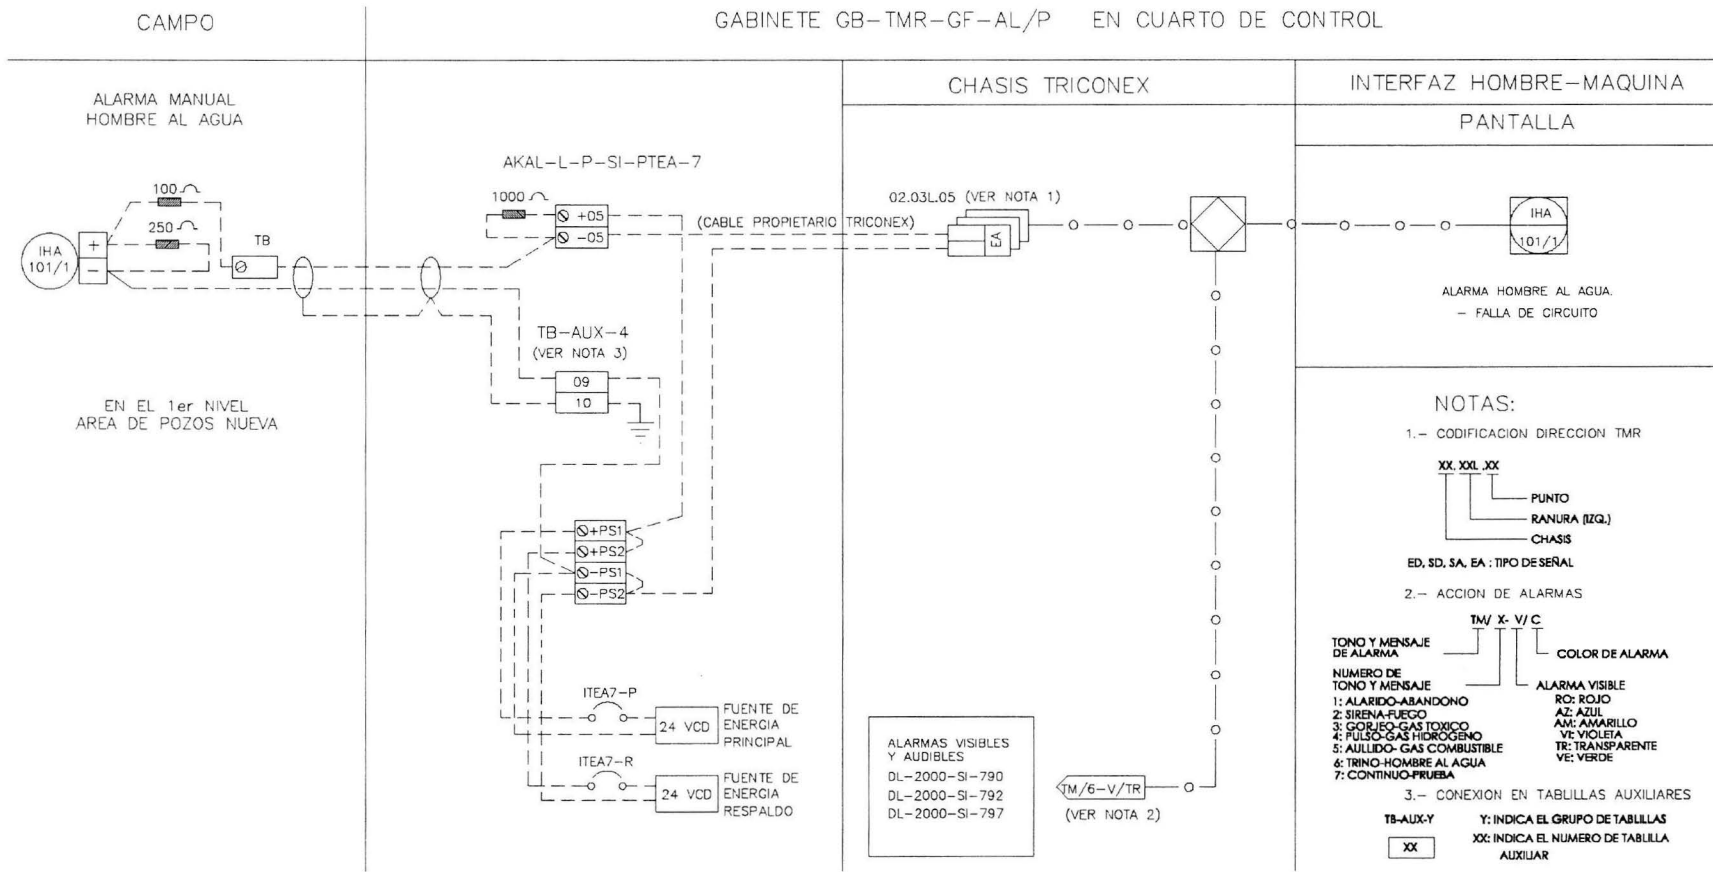 CAMPO
GABINETE GB-TMR-GF-AL/P EN CUARTO DE CONTROL
CHASIS TRICONEX
INTERFAZ HOMBRE-MAQUINA
PANTALLA
ALARMA MANUAL
HOMBRE AL AGUA
100
250
IHA
101/1
+
−
TB
EN EL 1er NIVEL
AREA DE POZOS NUEVA
AKAL-L-P-SI-PTEA-7
1000
+05
-05
(CABLE PROPIETARIO TRICONEX)
TB-AUX-4
(VER NOTA 3)
09
10
+PS1
+PS2
-PS1
-PS2
ITEA7-P
24 VCD
FUENTE DE
ENERGIA
PRINCIPAL
ITEA7-R
24 VCD
FUENTE DE
ENERGIA
RESPALDO
02.03L.05 (VER NOTA 1)
EA
ALARMAS VISIBLES
Y AUDIBLES
DL-2000-SI-790
DL-2000-SI-792
DL-2000-SI-797
TM/6-V/TR
(VER NOTA 2)
IHA
101/1
ALARMA HOMBRE AL AGUA.
- FALLA DE CIRCUITO
NOTAS:
1.- CODIFICACION DIRECCION TMR
XX. XXL .XX
PUNTO
RANURA (IZQ.)
CHASIS
ED, SD, SA, EA : TIPO DE SEÑAL
2.- ACCION DE ALARMAS
TM/ X- V/ C
TONO Y MENSAJE
DE ALARMA
COLOR DE ALARMA
NUMERO DE
TONO Y MENSAJE
ALARMA VISIBLE
1: ALARIDO-ABANDONO
2: SIRENA-FUEGO
3: GORJEO-GAS TOXICO
4: PULSO-GAS HIDROGENO
5: AULLIDO- GAS COMBUSTIBLE
6: TRINO-HOMBRE AL AGUA
7: CONTINUO-PRUEBA
RO: ROJO
AZ: AZUL
AM: AMARILLO
VI: VIOLETA
TR: TRANSPARENTE
VE: VERDE
3.- CONEXION EN TABLILLAS AUXILIARES
TB-AUX-Y Y: INDICA EL GRUPO DE TABLILLAS
XX XX: INDICA EL NUMERO DE TABLILLA
AUXILIAR